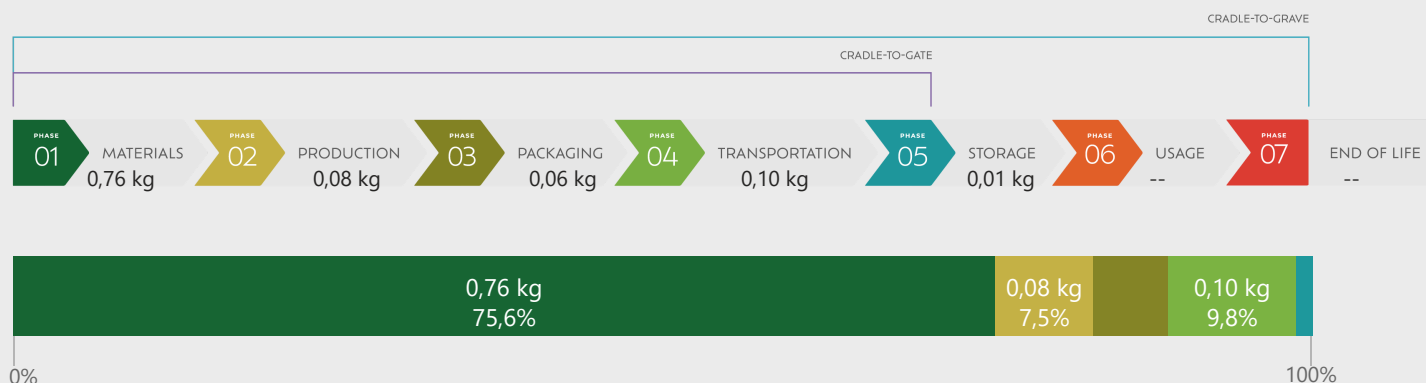 CRADLE-TO-GRAVE
CRADLE-TO-GATE
PHASE
01
MATERIALS
0,76 kg
PHASE
02
PRODUCTION
0,08 kg
PHASE
03
PACKAGING
0,06 kg
PHASE
04
TRANSPORTATION
0,10 kg
PHASE
05
STORAGE
0,01 kg
PHASE
06
USAGE
--
PHASE
07
END OF LIFE
--
0,76 kg
75,6%
0,08 kg
7,5%
0,10 kg
9,8%
0%
100%